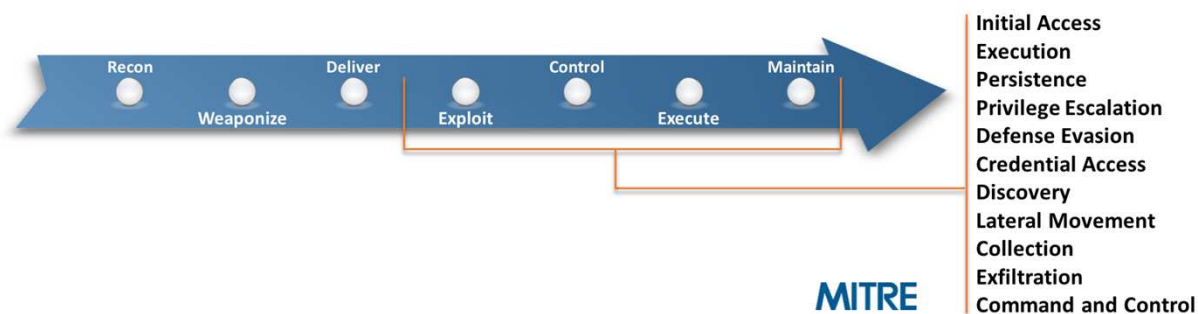 Recon
Weaponize
Deliver
Exploit
Control
Execute
Maintain
Initial Access
Execution
Persistence
Privilege Escalation
Defense Evasion
Credential Access
Discovery
Lateral Movement
Collection
Exfiltration
Command and Control
MITRE